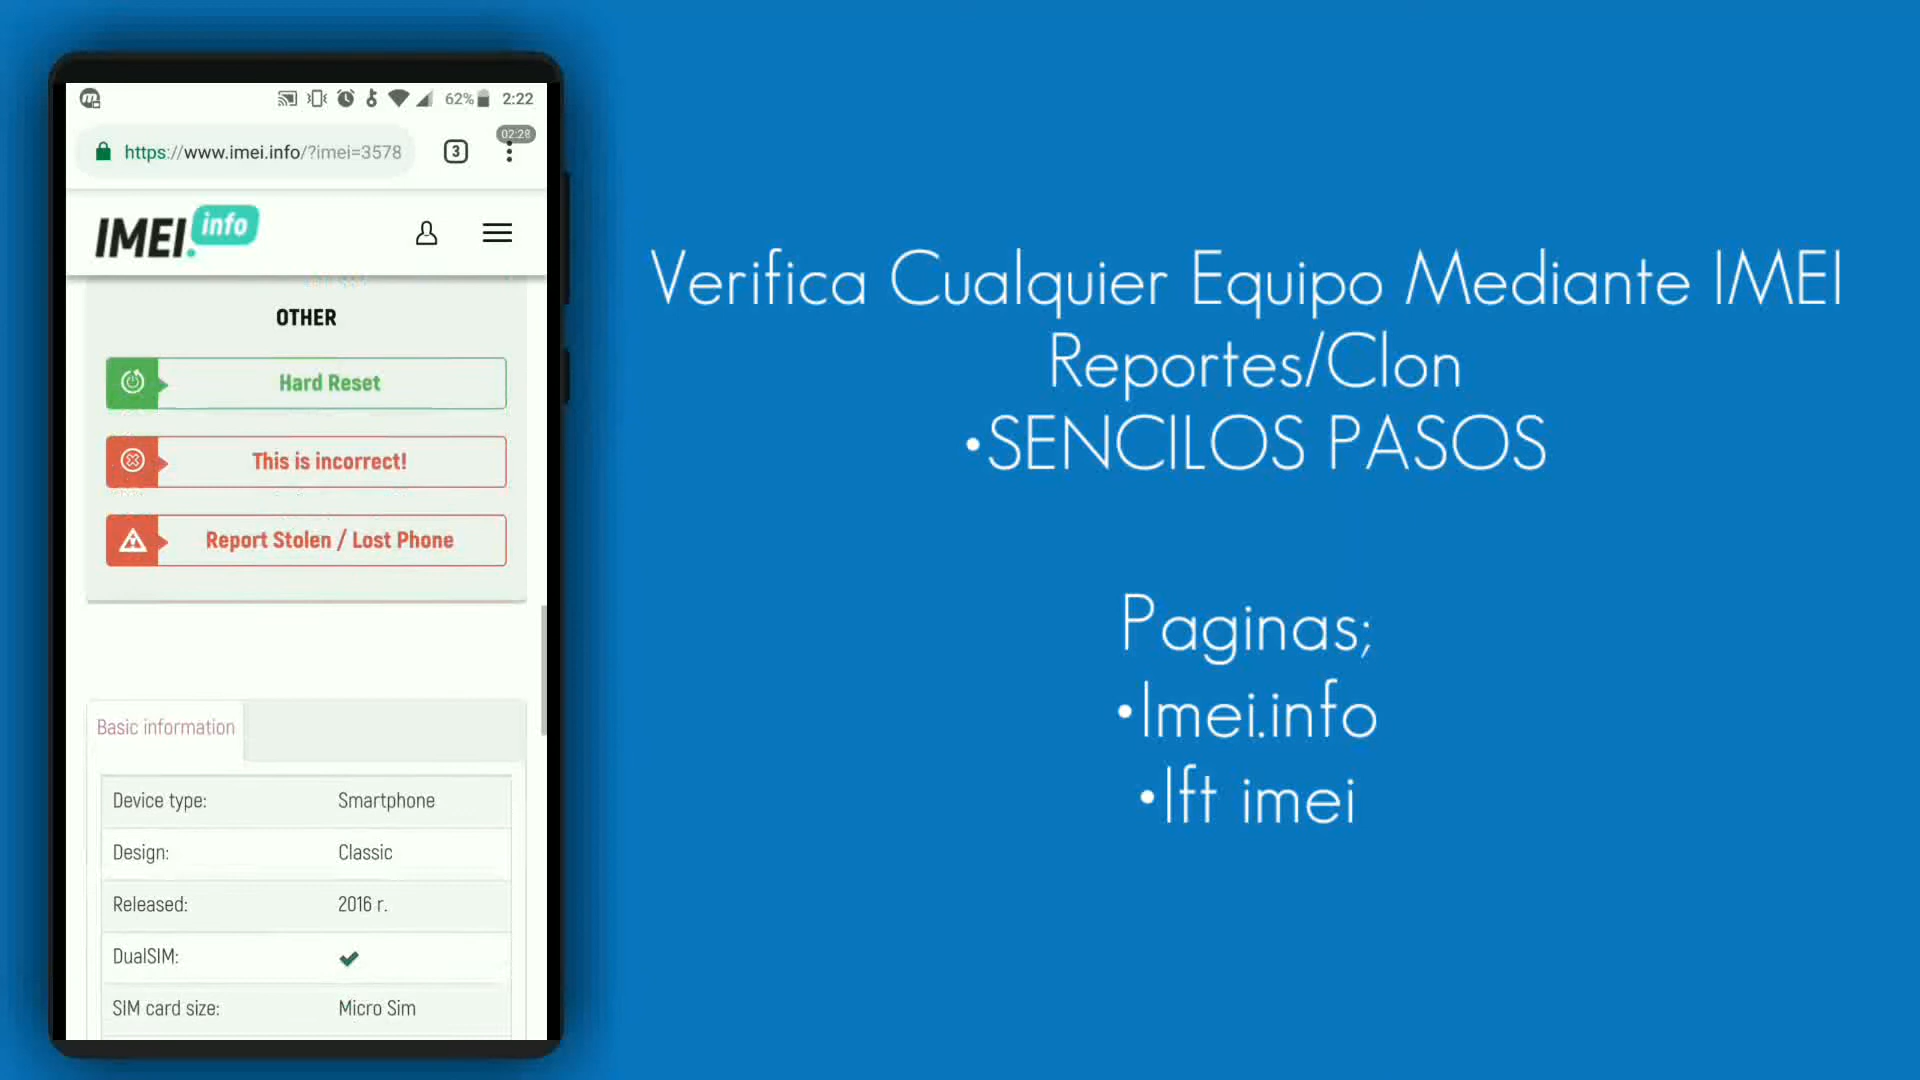 62% 2:22
02:28
https://www.imei.info/?imei=3578
3
IMEI.info
OTHER
Hard Reset
This is incorrect!
Report Stolen / Lost Phone
Basic information
Device type: Smartphone
Design: Classic
Released: 2016 r.
DualSIM:
SIM card size: Micro Sim
Verifica Cualquier Equipo Mediante IMEI
Reportes/Clon
•SENCILOS PASOS
Paginas;
•Imei.info
•Ift imei